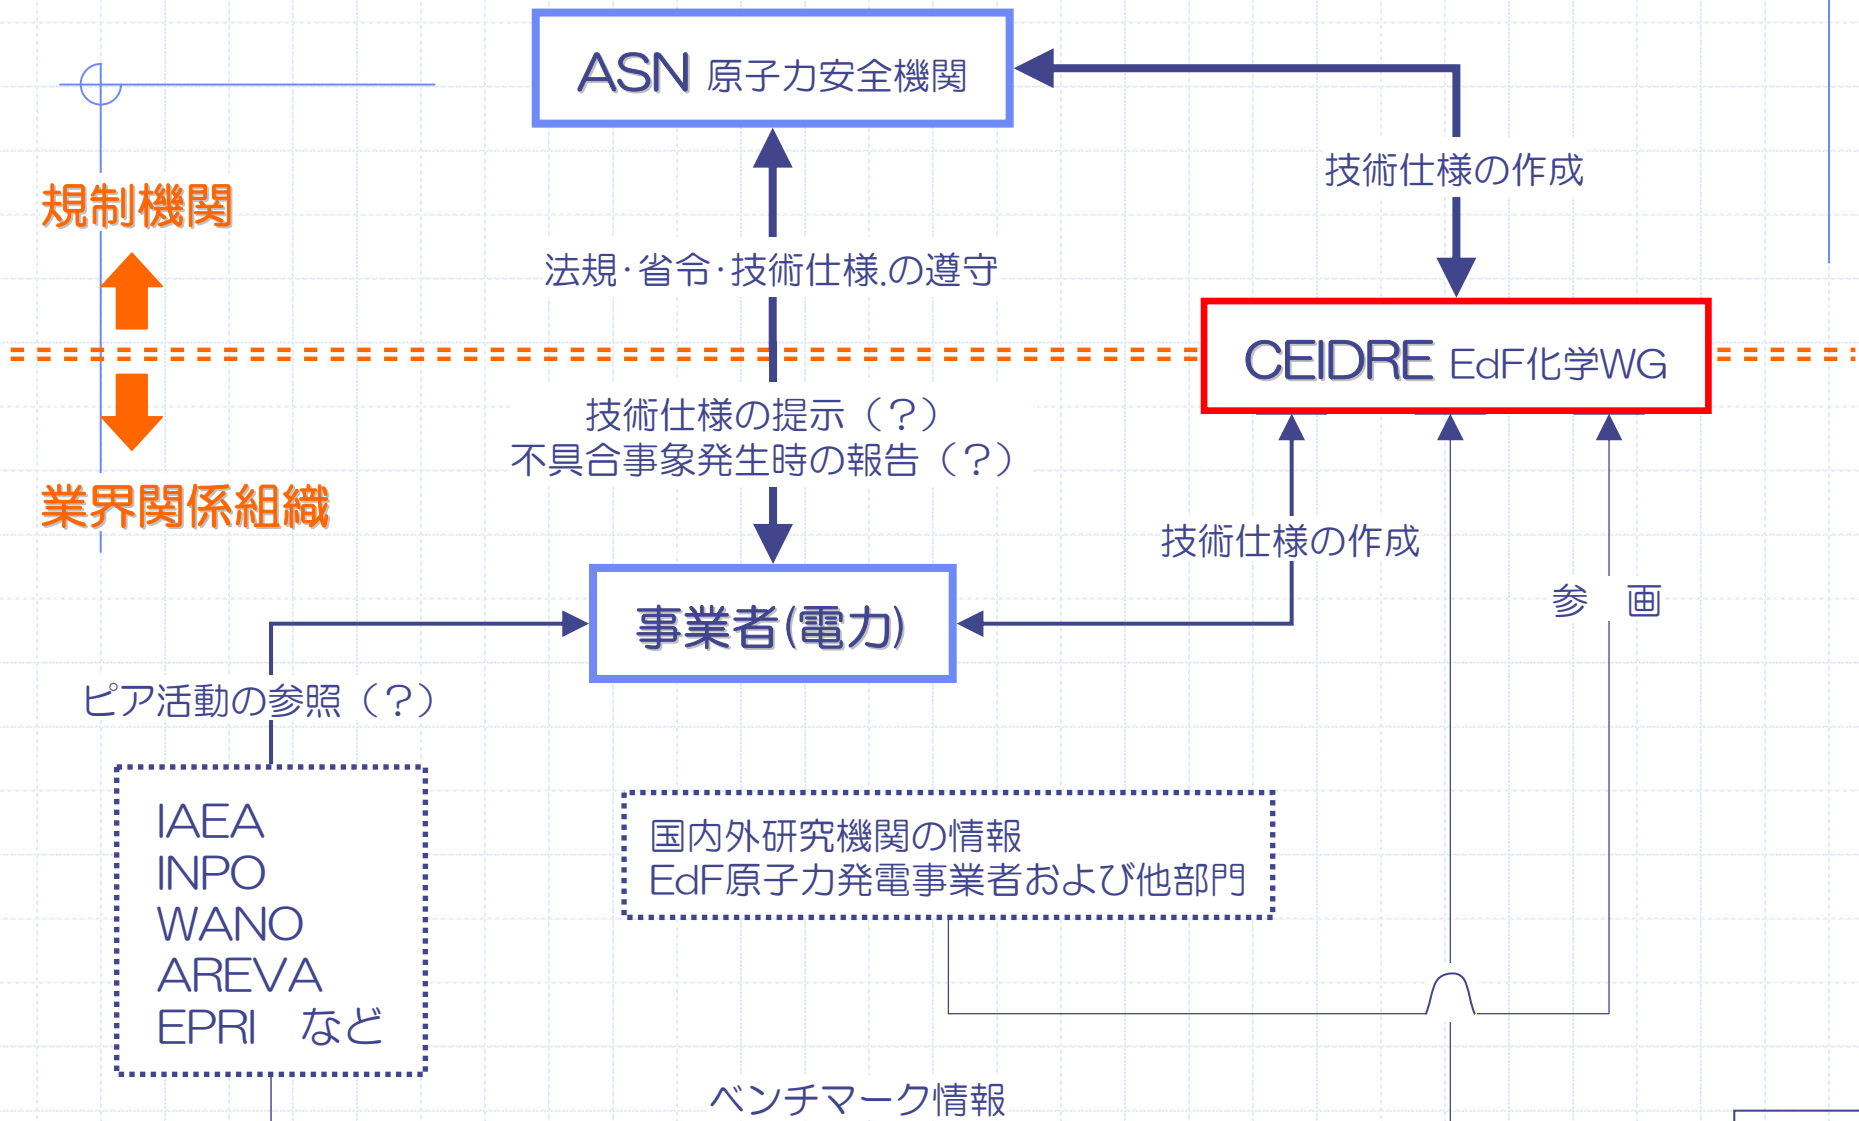 ASN 原子力安全機関
技術仕様の作成
規制機関
法規・省令・技術仕様.の遵守
CEIDRE EdF化学WG
技術仕様の提示（？）
不具合事象発生時の報告（？）
業界関係組織
技術仕様の作成
参　画
事業者(電力)
ピア活動の参照（？）
IAEA
INPO
WANO
AREVA
EPRI　など
国内外研究機関の情報
EdF原子力発電事業者および他部門
ベンチマーク情報